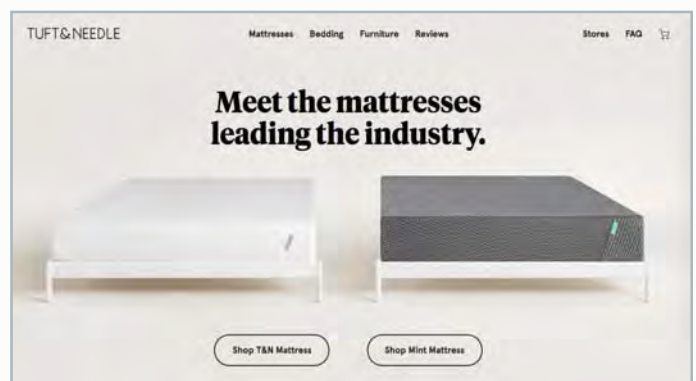 TUFT&NEEDLE
Mattresses Bedding Furniture Reviews
Stores FAQ
Meet the mattresses
leading the industry.
Shop T&N Mattress
Shop Mint Mattress